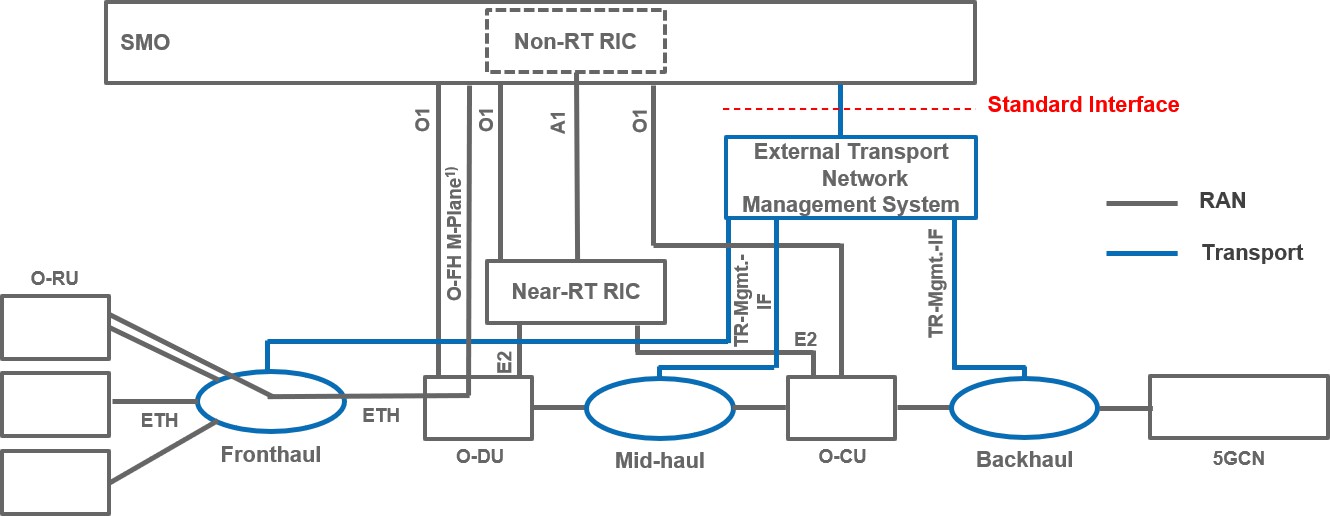 SMO
Non-RT RIC
Standard Interface
O1
O-FH M-Plane¹⁾
O1
A1
O1
External Transport
Network
Management System
RAN
Transport
TR-Mgmt.-
IF
TR-Mgmt.-IF
Near-RT RIC
O-RU
E2
E2
ETH
ETH
Fronthaul
O-DU
Mid-haul
O-CU
Backhaul
5GCN